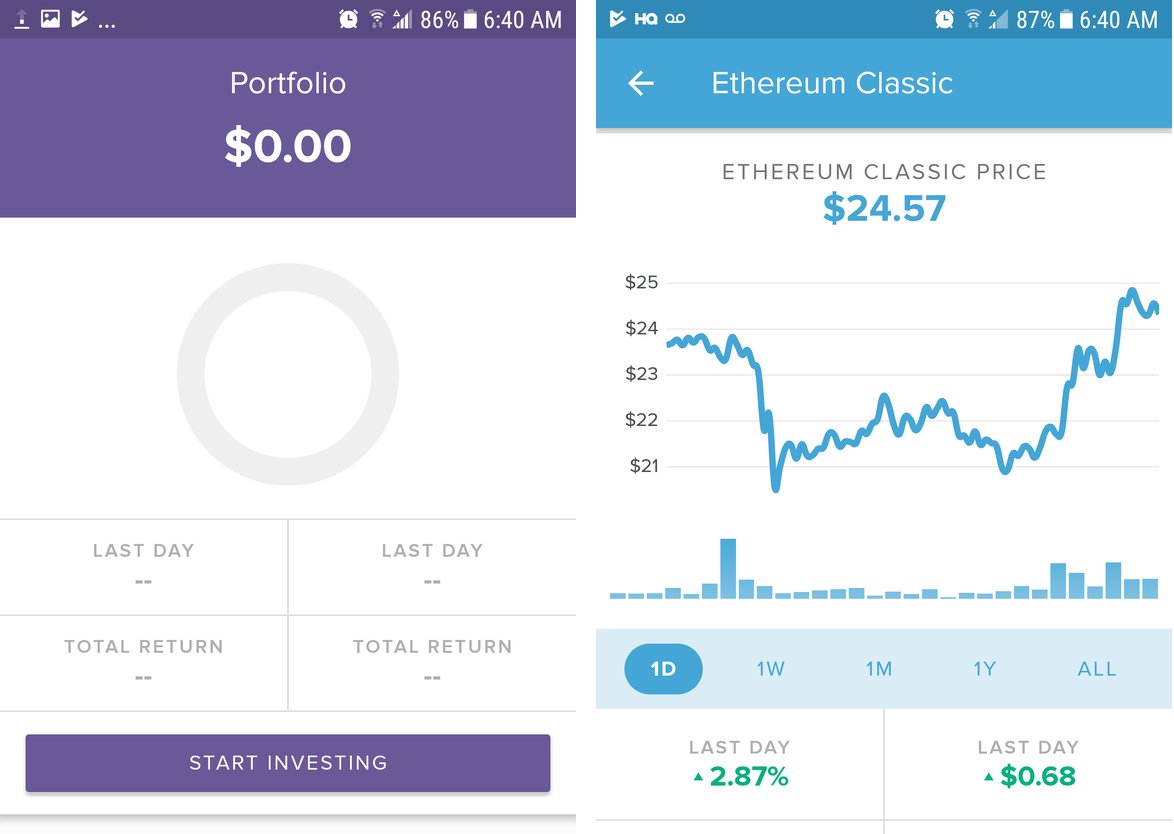 ... 86% 6:40 AM
Portfolio
$0.00
LAST DAY
--
LAST DAY
--
TOTAL RETURN
--
TOTAL RETURN
--
START INVESTING
HQ 87% 6:40 AM
Ethereum Classic
ETHEREUM CLASSIC PRICE
$24.57
$25
$24
$23
$22
$21
1D 1W 1M 1Y ALL
LAST DAY
2.87%
LAST DAY
$0.68